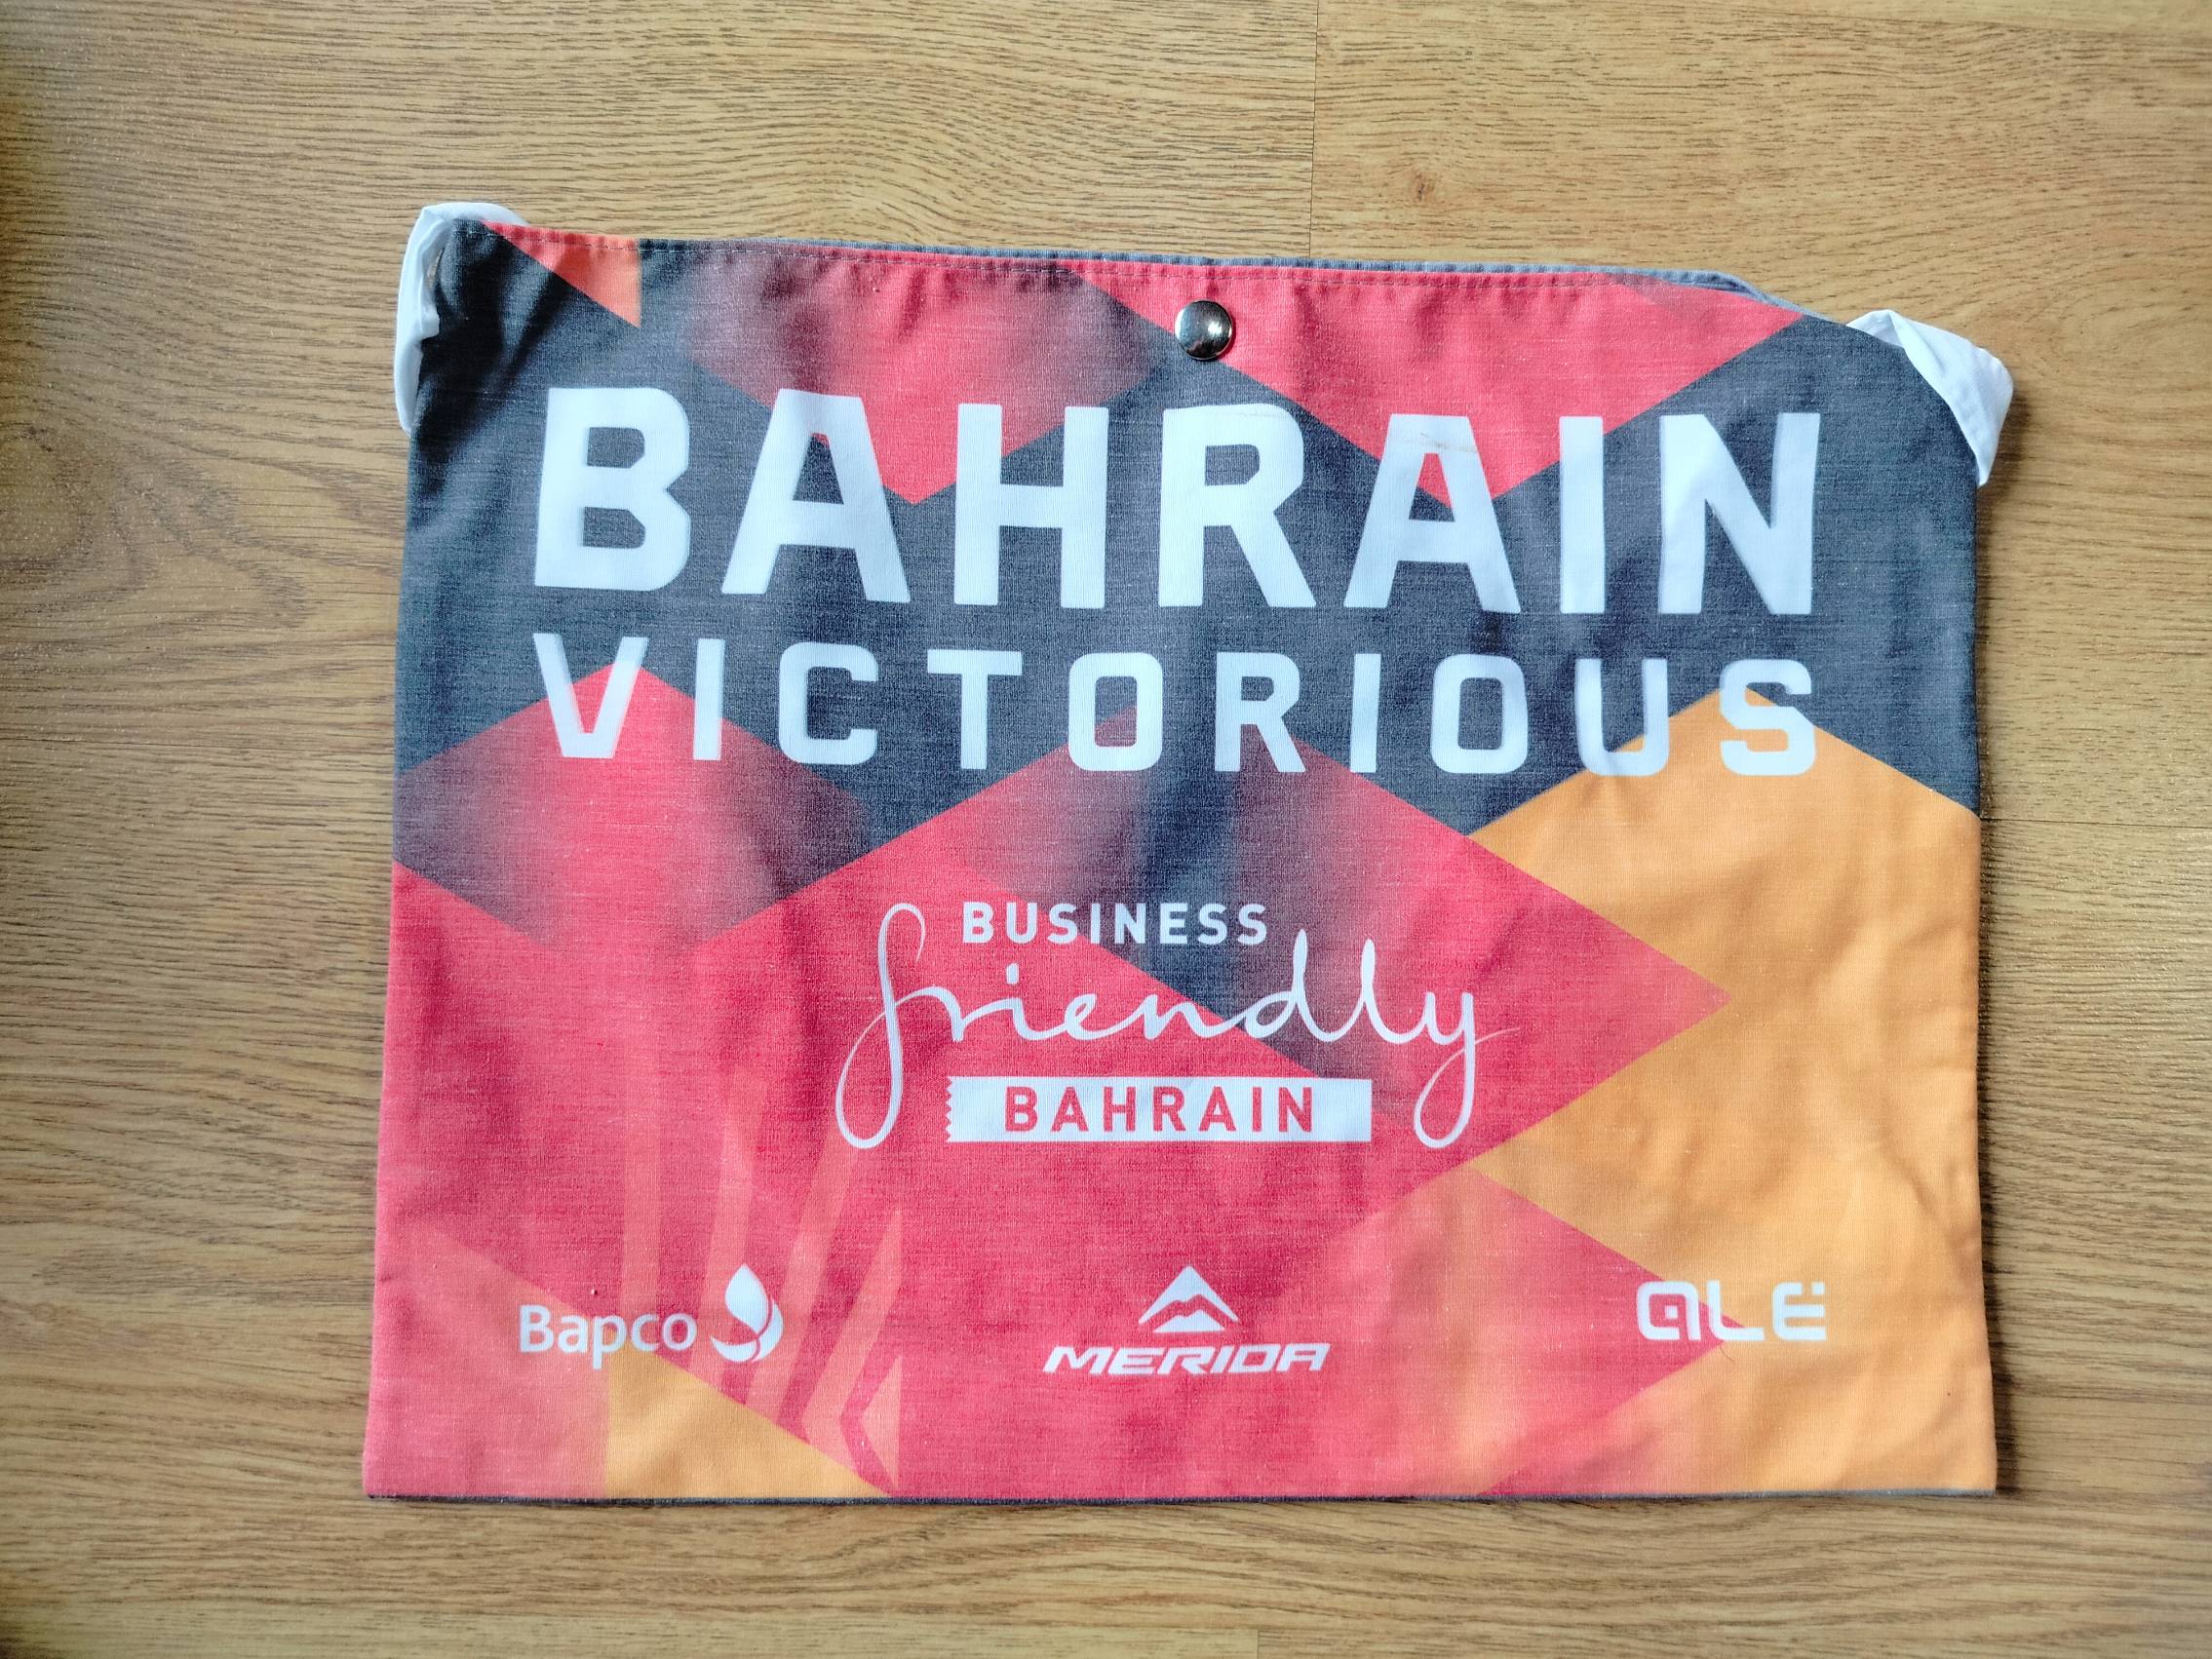 BAHRAIN
VICTORIOUS
BUSINESS
friendly
BAHRAIN
Bapco
MERIDA
ALÉ